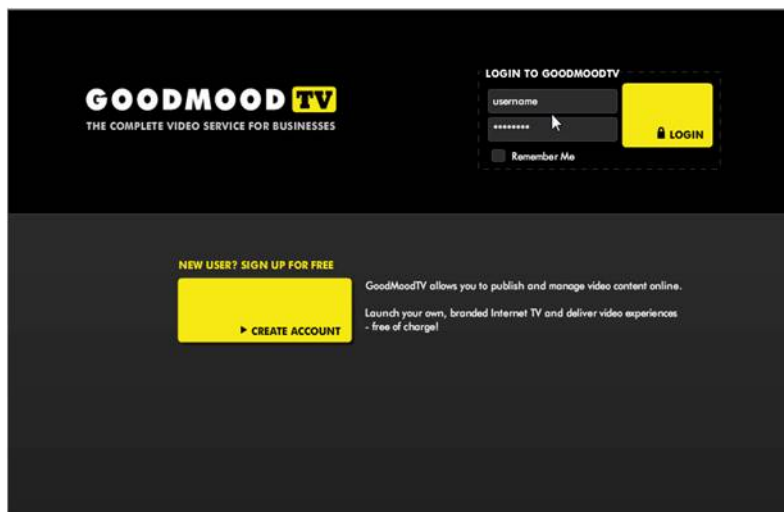 GOODMOOD TV
THE COMPLETE VIDEO SERVICE FOR BUSINESSES
LOGIN TO GOODMOODTV
username
••••••••
LOGIN
Remember Me
NEW USER? SIGN UP FOR FREE
CREATE ACCOUNT
GoodMoodTV allows you to publish and manage video content online.
Launch your own, branded Internet TV and deliver video experiences
- free of charge!